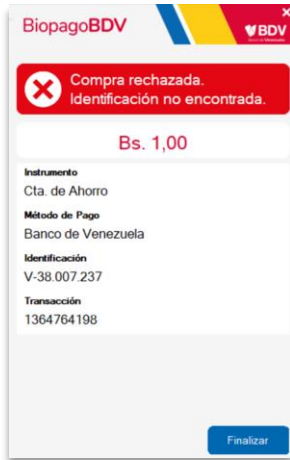 BiopagoBDV
BDV
Compra rechazada.
Identificación no encontrada.
Bs. 1,00
Instrumento
Cta. de Ahorro
Método de Pago
Banco de Venezuela
Identificación
V-38.007.237
Transacción
1364764198
Finalizar